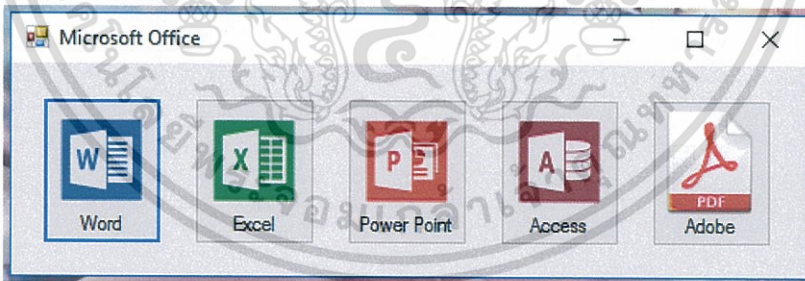 Microsoft Office
W
X
P
A
PDF
Word
Excel
Power Point
Access
Adobe